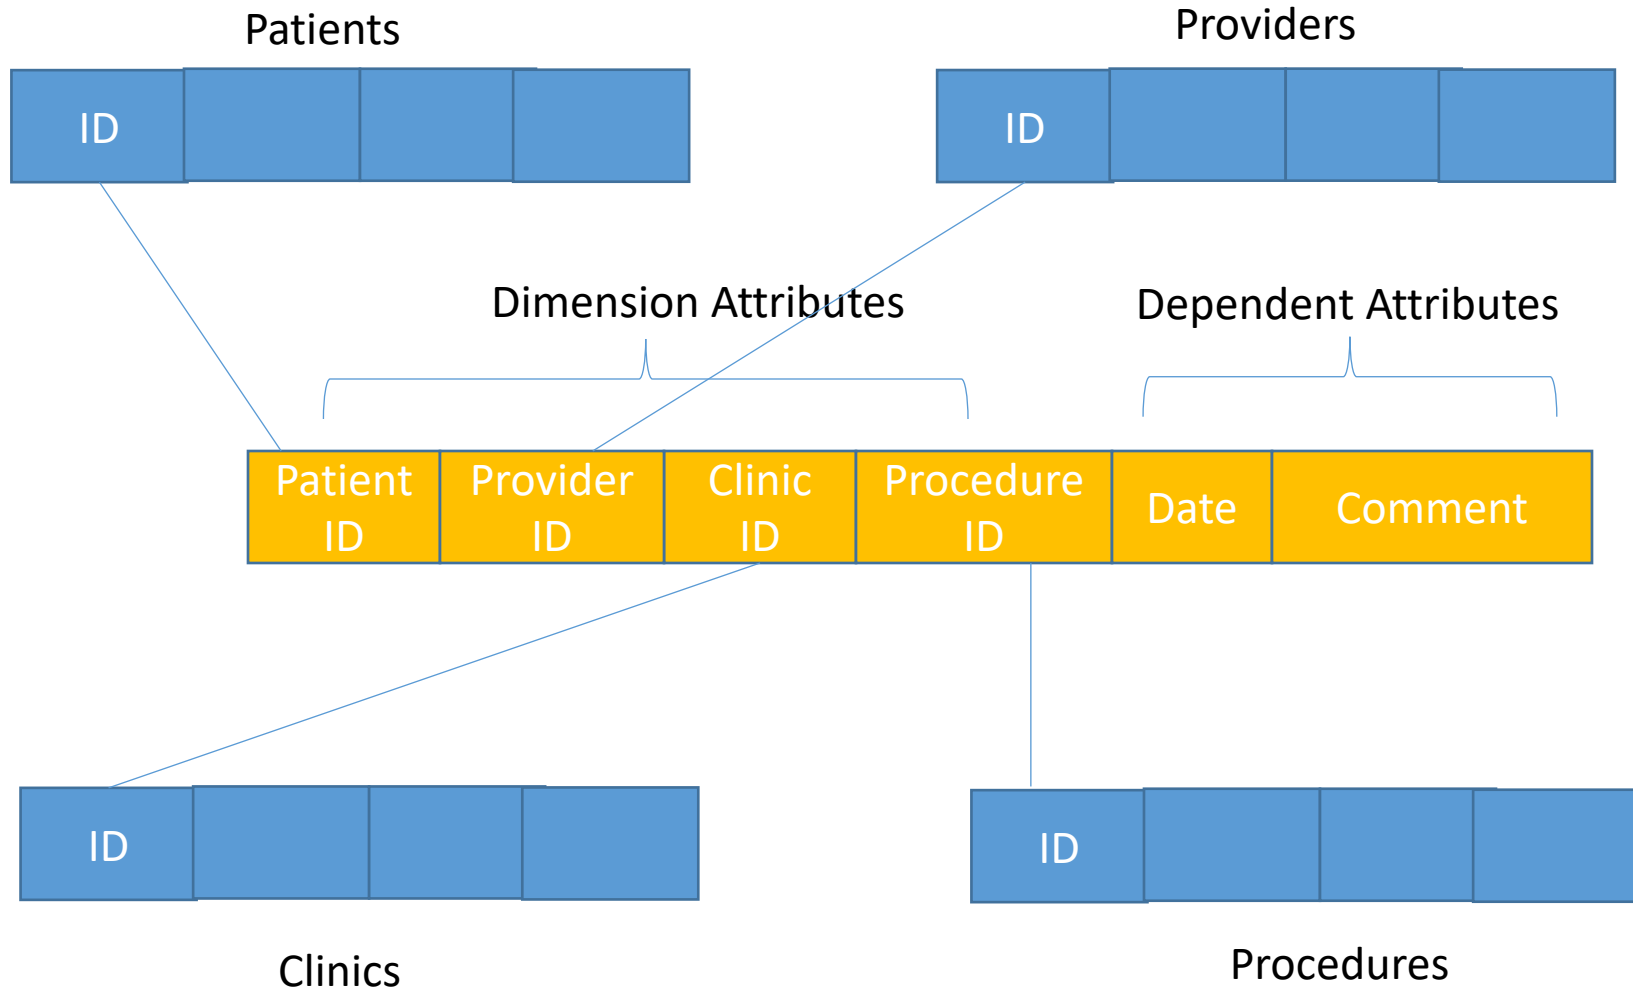 Patients
Providers
ID
ID
Dimension Attributes
Dependent Attributes
Patient
ID
Provider
ID
Clinic
ID
Procedure
ID
Date
Comment
ID
ID
Clinics
Procedures